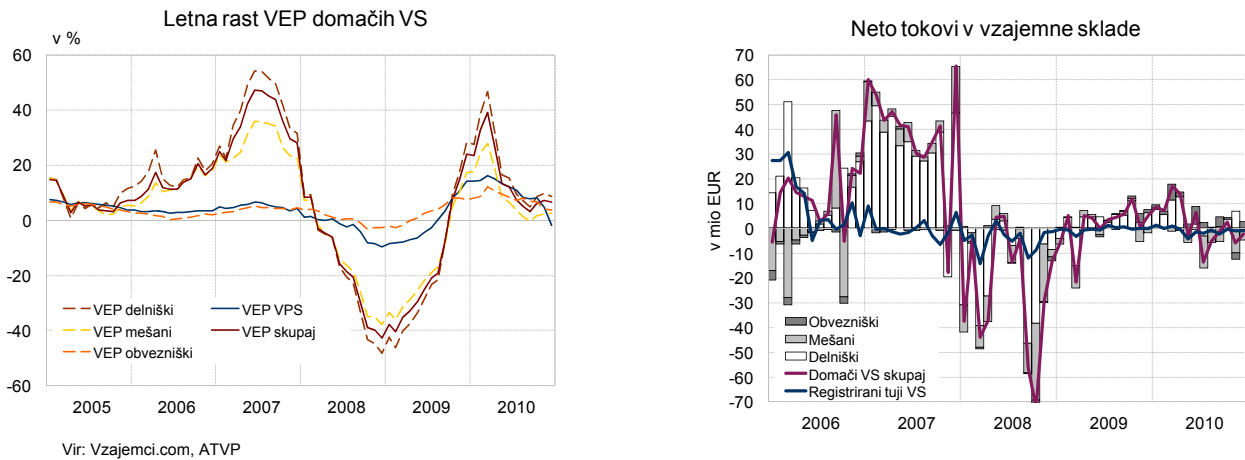 Letna rast VEP domačih VS
v %
60
40
20
0
-20
-40
-60
VEP delniški
VEP VPS
VEP mešani
VEP skupaj
VEP obvezniški
2005 2006 2007 2008 2009 2010
Vir: Vzajemci.com, ATVP
Neto tokovi v vzajemne sklade
v mio EUR
70
60
50
40
30
20
10
0
-10
-20
-30
-40
-50
-60
-70
Obvezniški
Mešani
Delniški
Domači VS skupaj
Registrirani tuji VS
2006 2007 2008 2009 2010